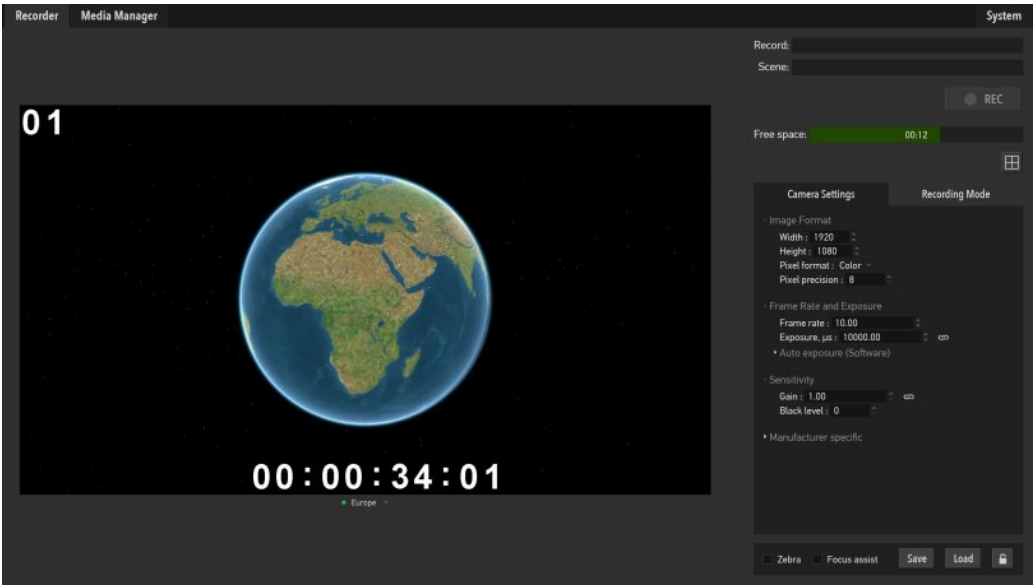 Recorder Media Manager System
Record:
Scene:
REC
Free space: 00:12
01
Camera Settings Recording Mode
Image Format
Width : 1920
Height : 1080
Pixel format : Color
Pixel precision : 8
Frame Rate and Exposure
Frame rate : 10.00
Exposure, µs : 10000.00
Auto exposure (Software)
Sensitivity
Gain : 1.00
Black level : 0
Manufacturer specific
00:00:34:01
Europe
Zebra Focus assist Save Load